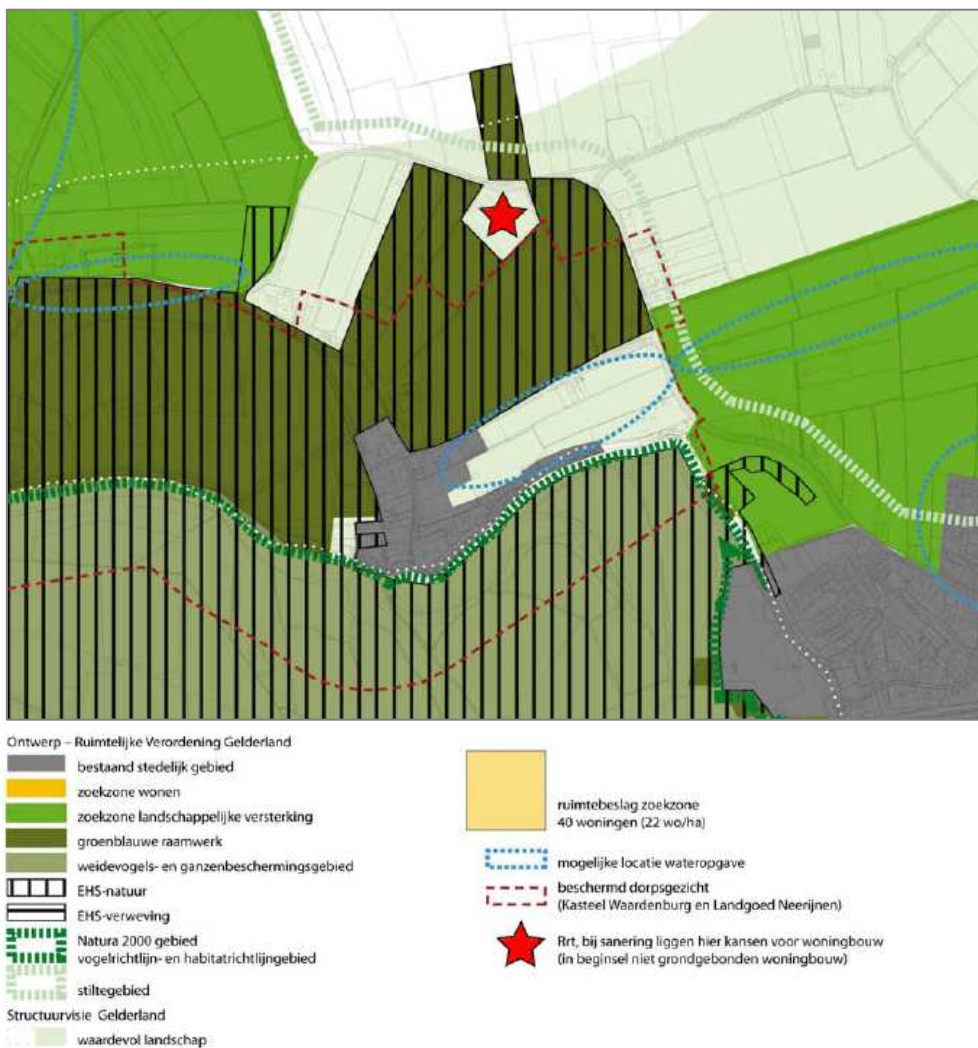 Ontwerp – Ruimtelijke Verordening Gelderland
bestaand stedelijk gebied
zoekzone wonen
zoekzone landschappelijke versterking
groenblauwe raamwerk
weidevogels- en ganzenbeschermingsgebied
EHS-natuur
EHS-verweving
Natura 2000 gebied
vogelrichtlijn- en habitatrichtlijngebied
stiltegebied
Structuurvisie Gelderland
waardevol landschap
ruimtebeslag zoekzone
40 woningen (22 wo/ha)
mogelijke locatie wateropgave
beschermd dorpsgezicht
(Kasteel Waardenburg en Landgoed Neerijnen)
Rrt, bij sanering liggen hier kansen voor woningbouw
(in beginsel niet grondgebonden woningbouw)